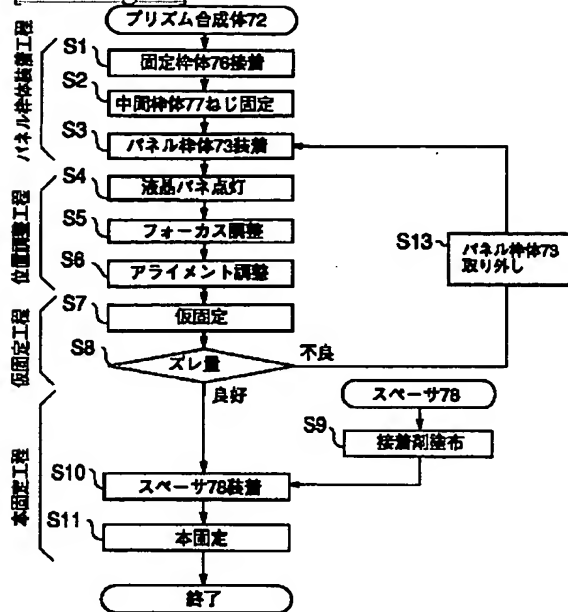 プリズム合成体72
S1
固定枠体76接着
S2
中間枠体77ねじ固定
S3
パネル枠体73装着
パネル枠体装着工程
S4
液晶パネ点灯
S5
フォーカス調整
S6
アライメント調整
位置調整工程
S13
パネル枠体73
取り外し
S7
仮固定
S8
ズレ量
不良
良好
仮固定工程
スペーサ78
S9
接着剤塗布
S10
スペーサ78装着
S11
本固定
本固定工程
終了